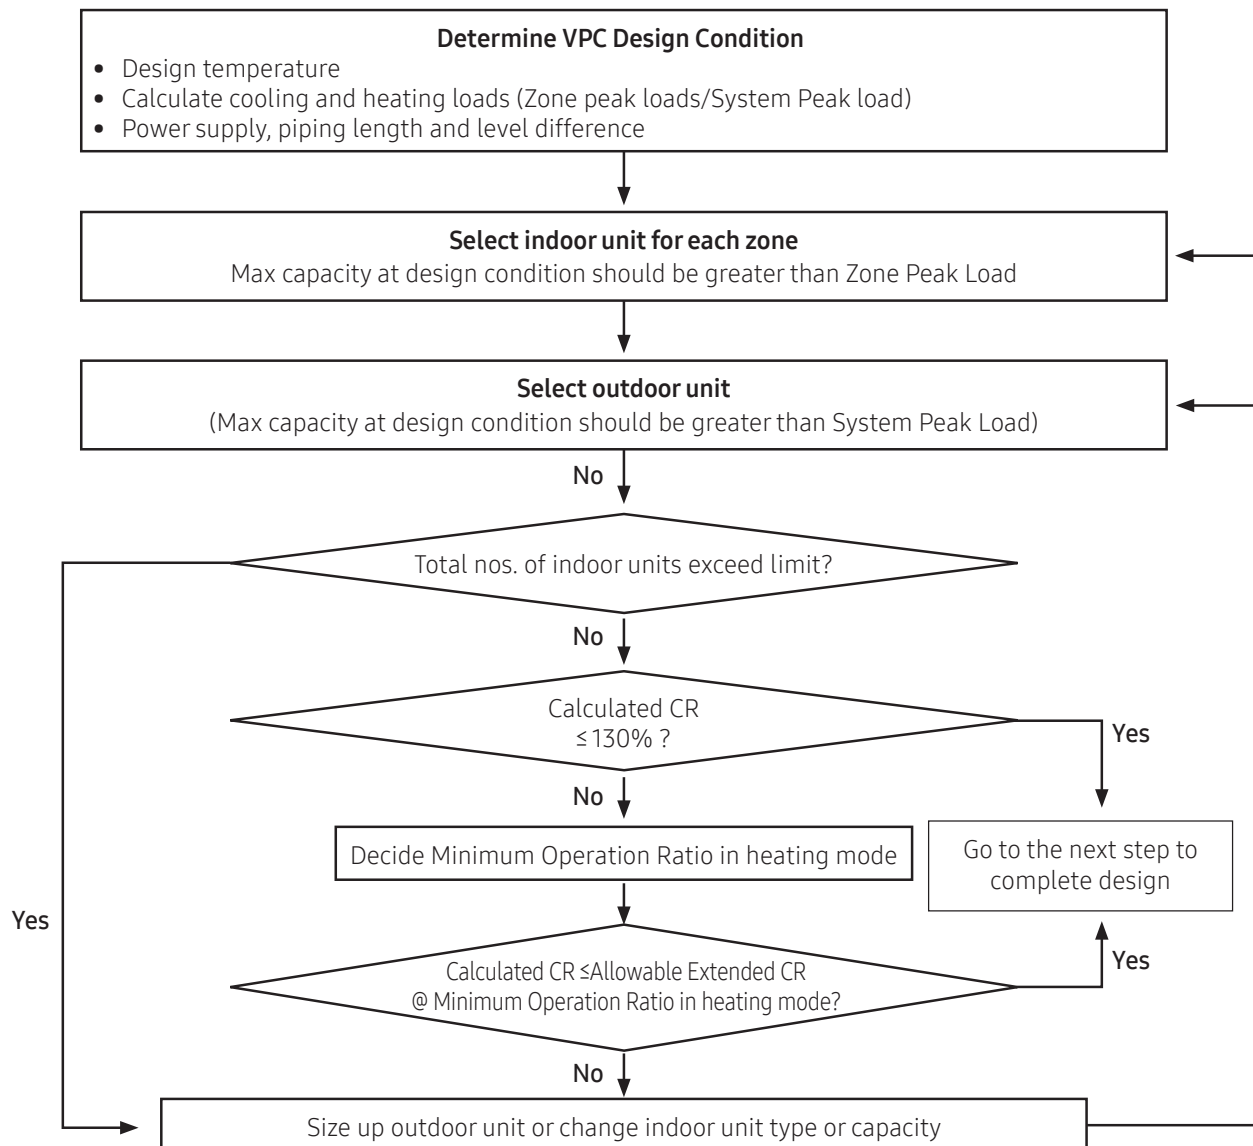 Determine VPC Design Condition
• Design temperature
• Calculate cooling and heating loads (Zone peak loads/System Peak load)
• Power supply, piping length and level difference
Select indoor unit for each zone
Max capacity at design condition should be greater than Zone Peak Load
Select outdoor unit
(Max capacity at design condition should be greater than System Peak Load)
No
Total nos. of indoor units exceed limit?
No
Calculated CR
≤ 130% ?
Yes
No
Decide Minimum Operation Ratio in heating mode
Go to the next step to
complete design
Yes
Calculated CR ≤Allowable Extended CR
@ Minimum Operation Ratio in heating mode?
Yes
No
Size up outdoor unit or change indoor unit type or capacity